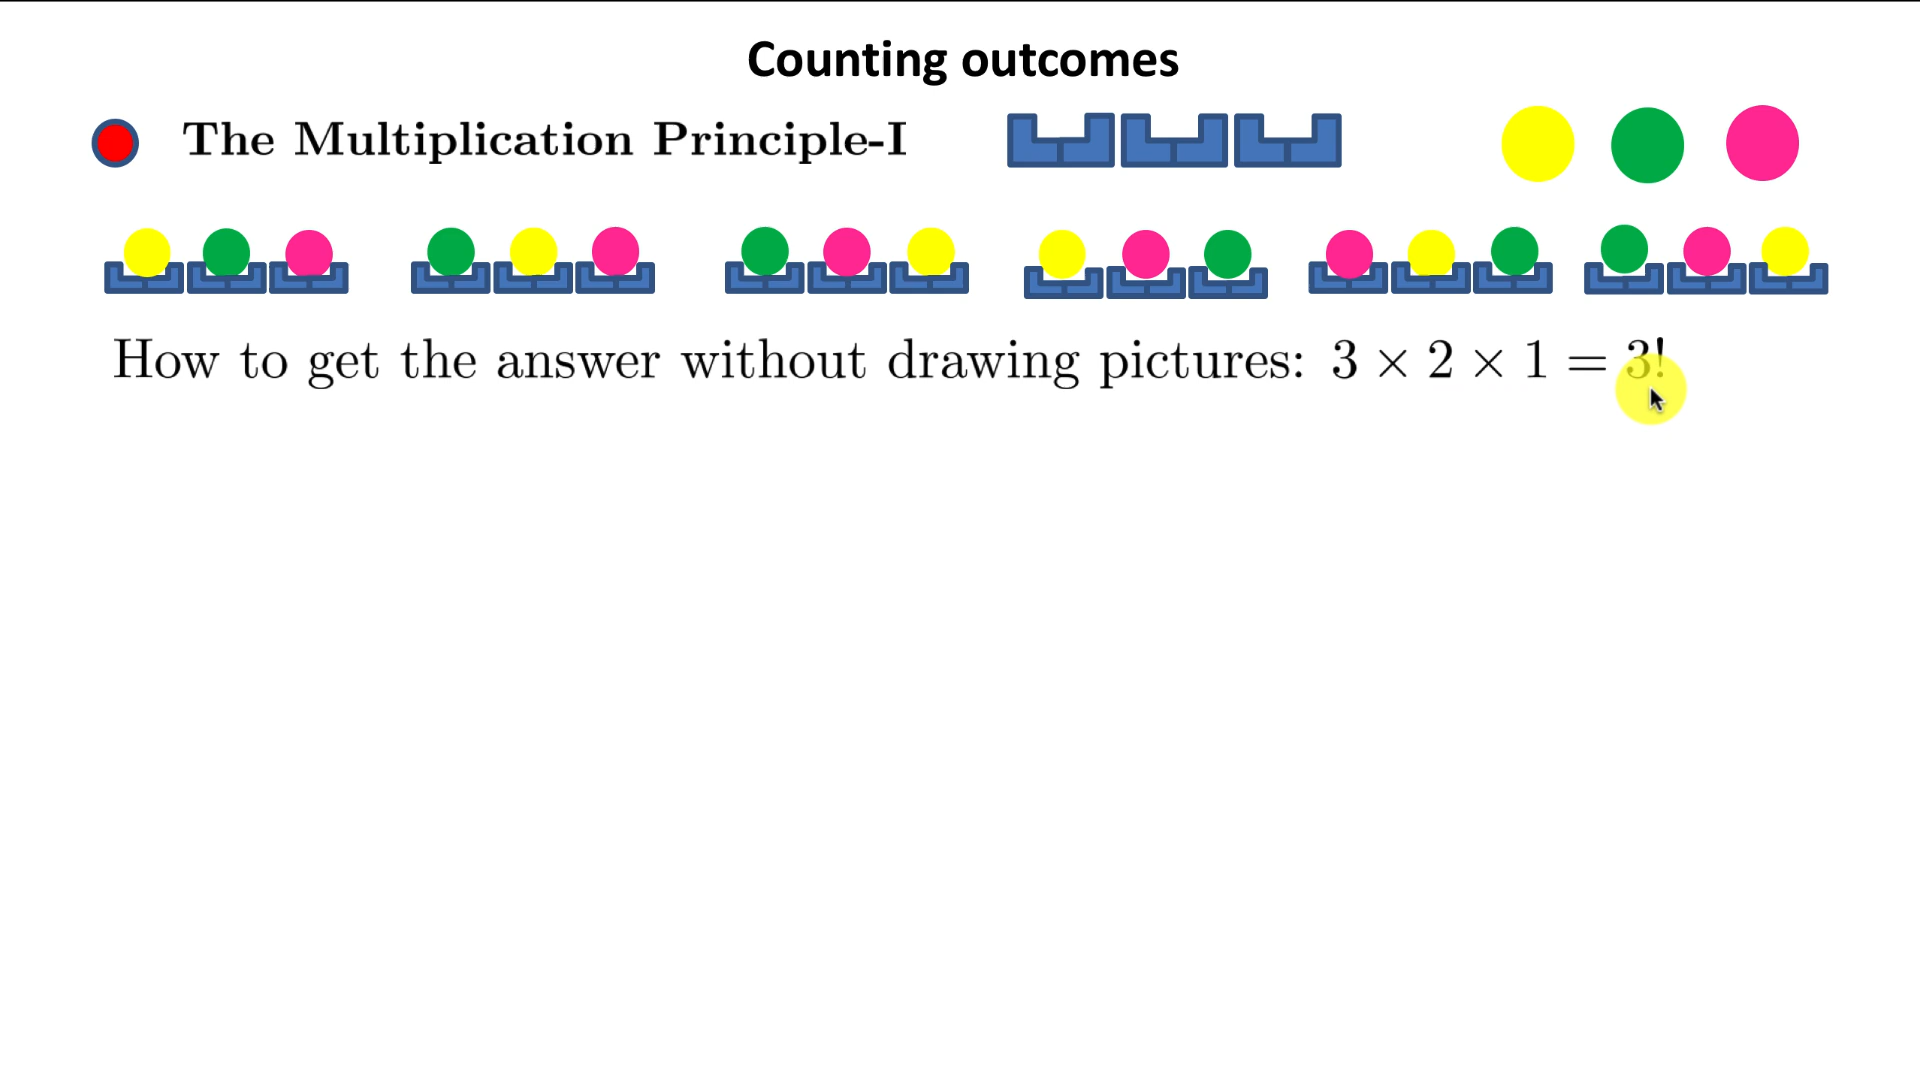 Counting outcomes
The Multiplication Principle-I
How to get the answer without drawing pictures: 3 × 2 × 1 = 3!